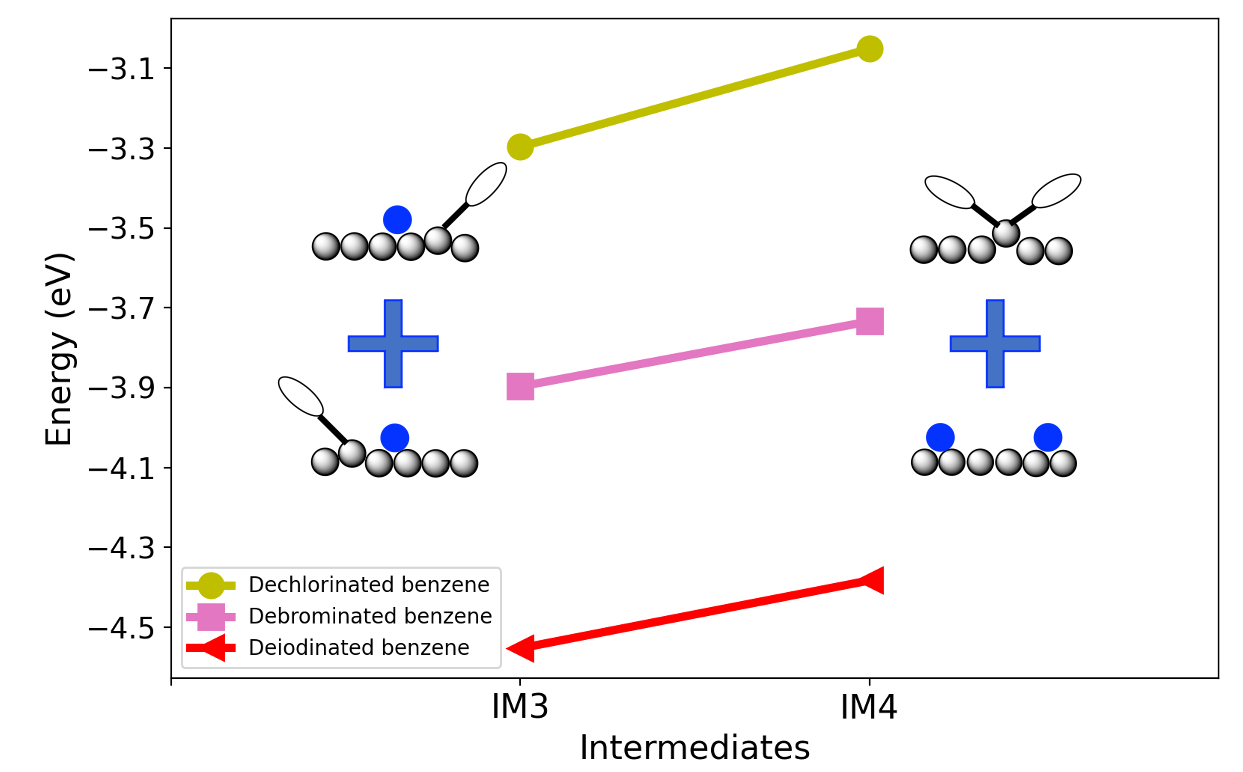 −3.1
−3.3
−3.5
−3.7
−3.9
−4.1
−4.3
−4.5
Energy (eV)
Dechlorinated benzene
Debrominated benzene
Deiodinated benzene
IM3
IM4
Intermediates